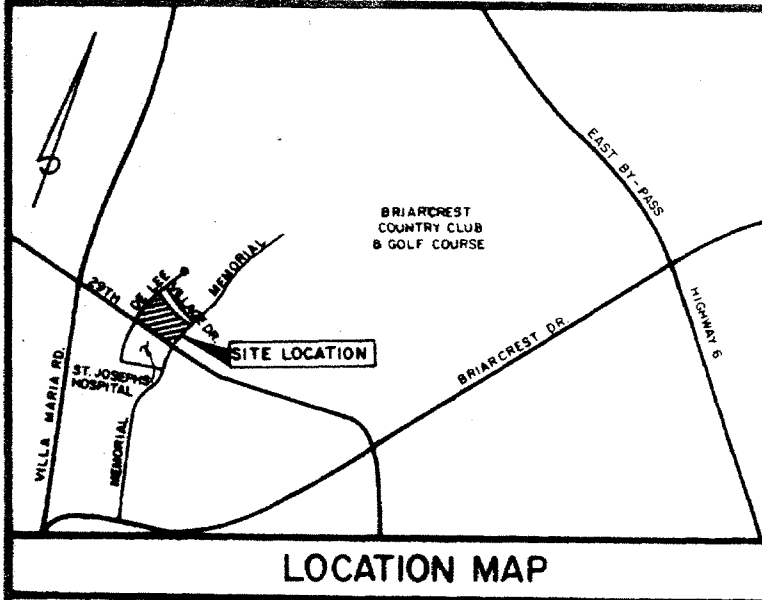 EAST BY-PASS
BRIARCREST
COUNTRY CLUB
& GOLF COURSE
MEMORIAL
29TH
DE LEE
VILLAGE DR.
SITE LOCATION
HIGHWAY 6
BRIARCREST DR.
ST. JOSEPHS
HOSPITAL
VILLA MARIA RD.
MEMORIAL
LOCATION MAP